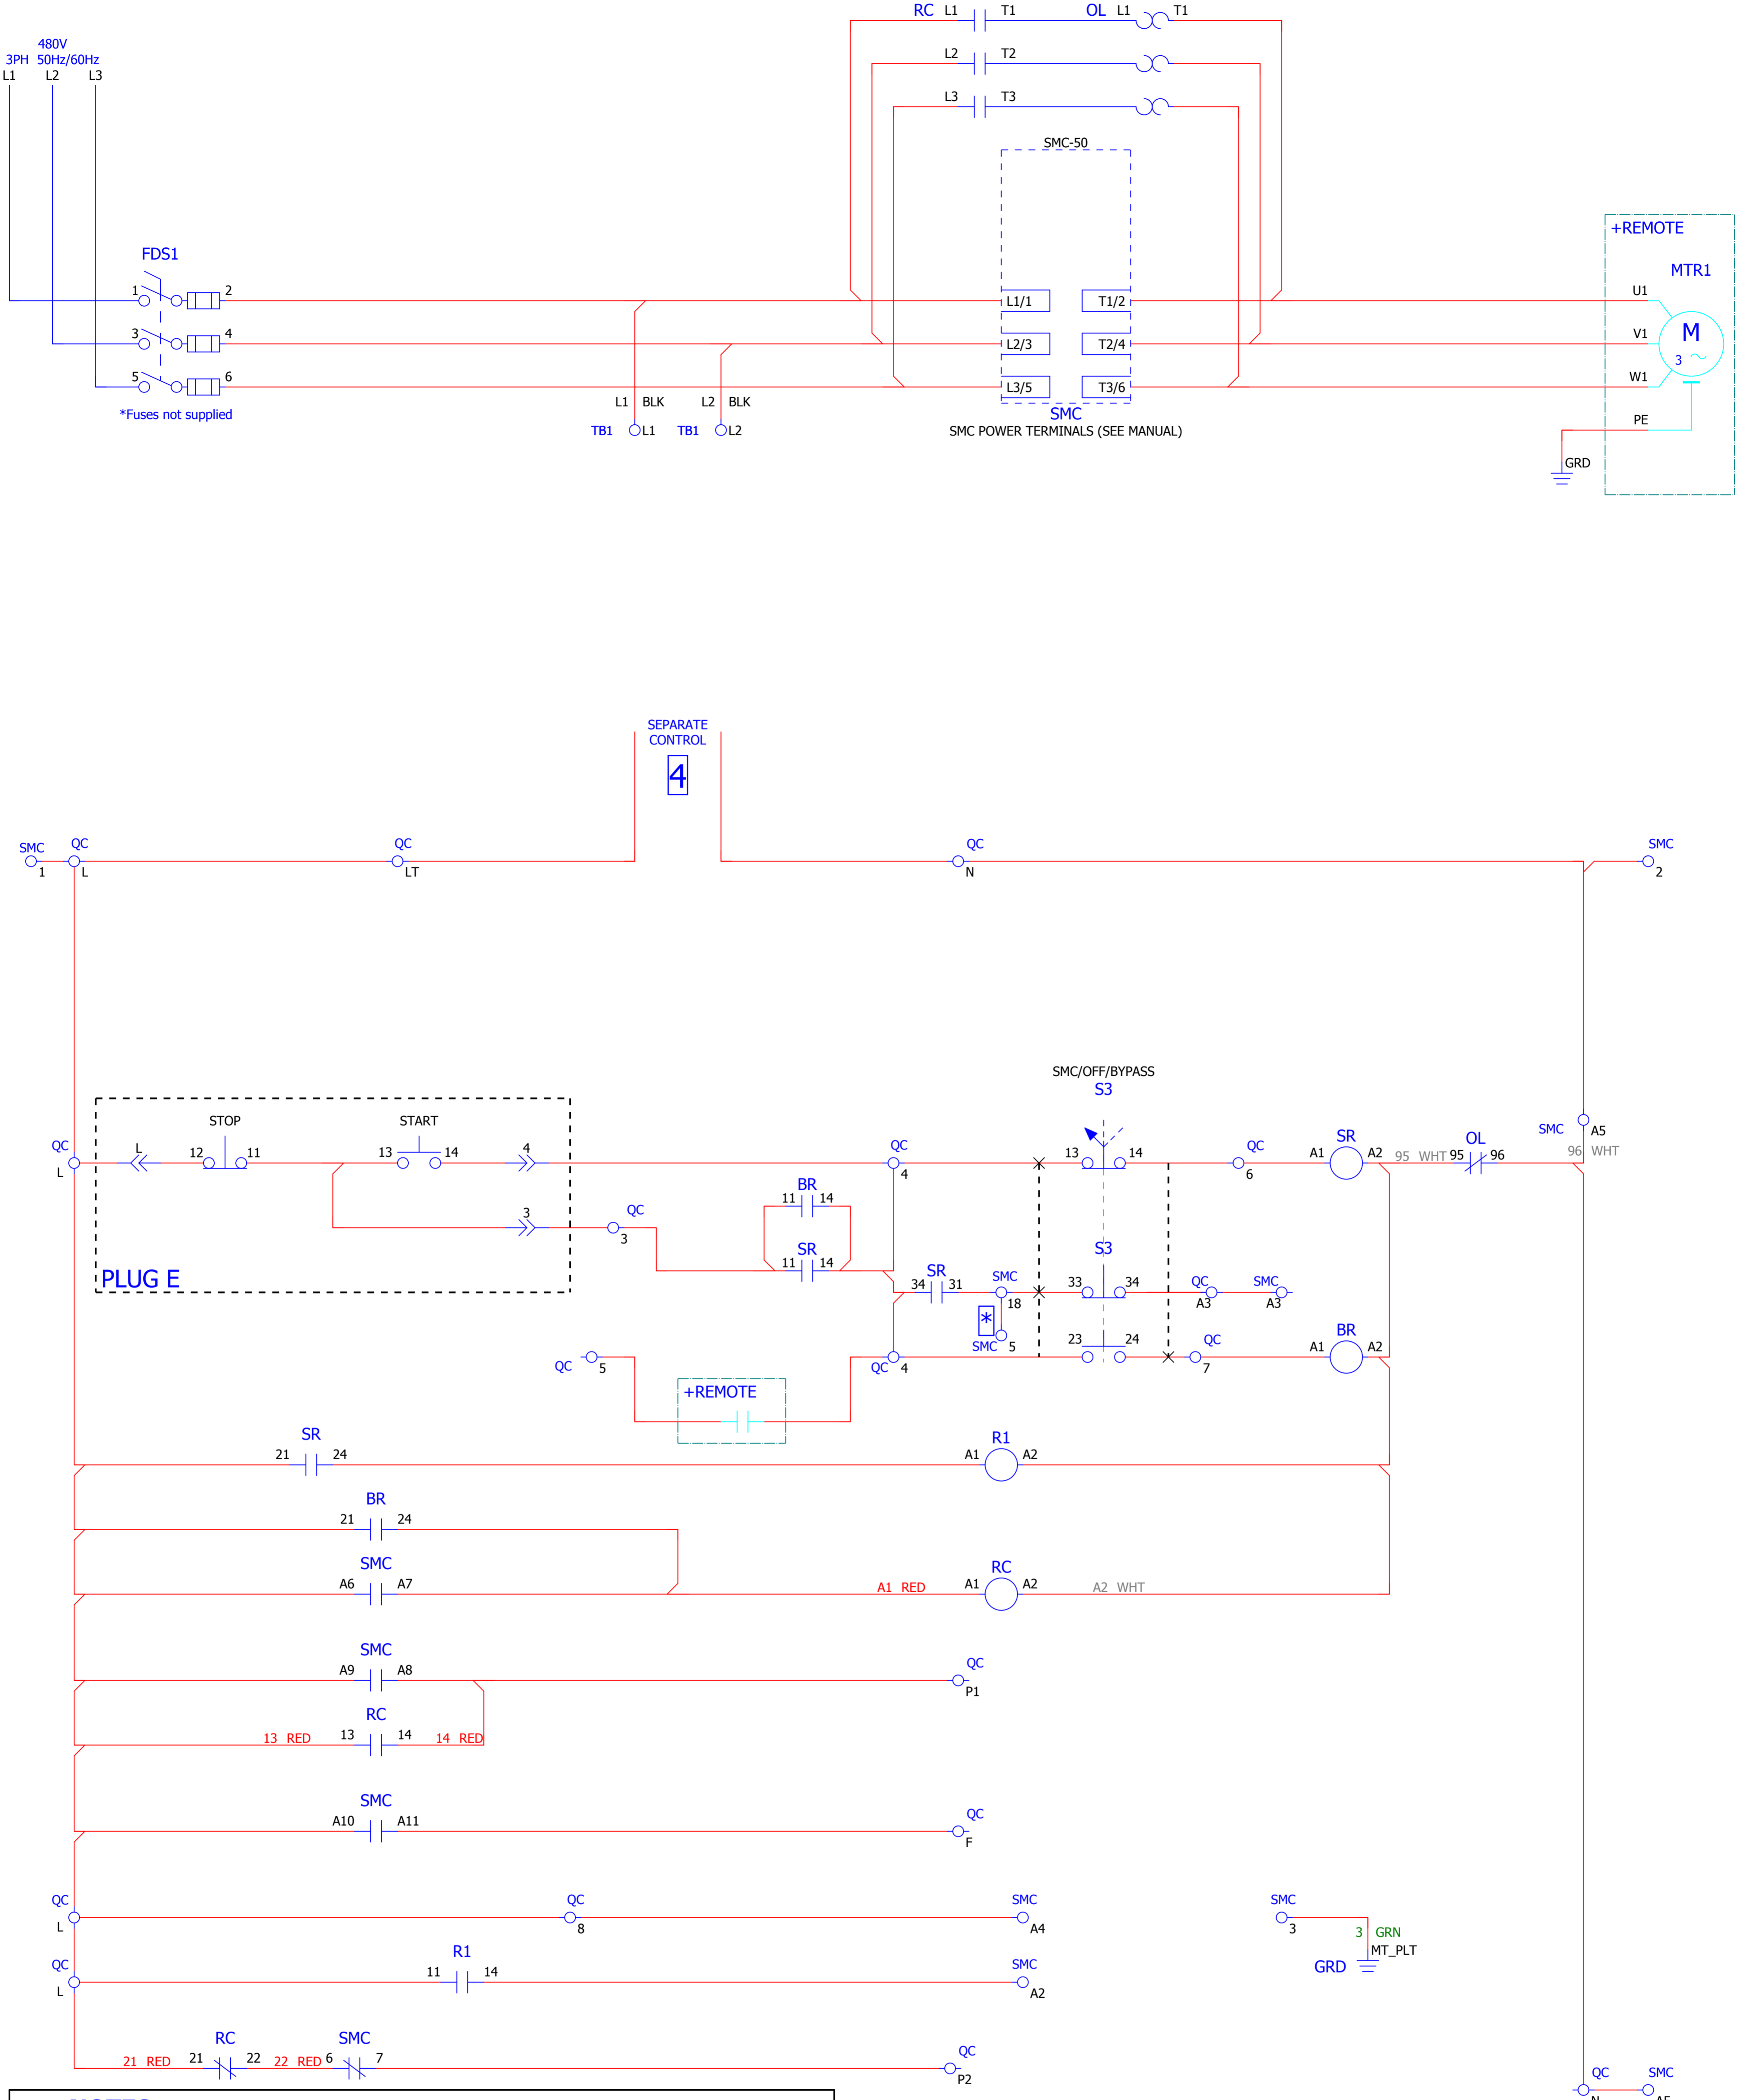 RC L1 T1 OL L1 T1
480V
3PH 50Hz/60Hz
L1 L2 L3
L2 T2
L3 T3
SMC-50
+REMOTE
FDS1
MTR1
1 2 L1/1 T1/2 U1
3 4 L2/3 T2/4 V1 M
3
5 6 L3/5 T3/6 W1
*Fuses not supplied
L1 BLK L2 BLK
TB1 L1 TB1 L2
SMC
SMC POWER TERMINALS (SEE MANUAL)
PE
GRD
SEPARATE
CONTROL
4
SMC QC QC QC SMC
1 L LT N 2
SMC/OFF/BYPASS
S3
STOP START
SMC A5
QC L 12 11 13 14 4 QC 13 14 QC SR OL
L 4 6 A1 A2 95 WHT 95 96 96 WHT
BR
11 14
3 QC
3
SR
11 14
S3
PLUG E
SR SMC
34 31 18 33 34 QC SMC
A3 A3
*
SMC 5
23 24 QC BR
QC 5 QC 4 7 A1 A2
+REMOTE
SR R1
21 24 A1 A2
BR
21 24
SMC RC
A6 A7 A1 RED A1 A2 A2 WHT
SMC
A9 A8 QC
P1
RC
13 RED 13 14 14 RED
SMC
A10 A11 QC
F
QC QC SMC SMC
L 8 A4 3
3 GRN
MT_PLT
GRD
QC R1 SMC
L 11 14 A2
RC SMC
21 RED 21 22 22 RED 6 7 QC
P2
QC SMC